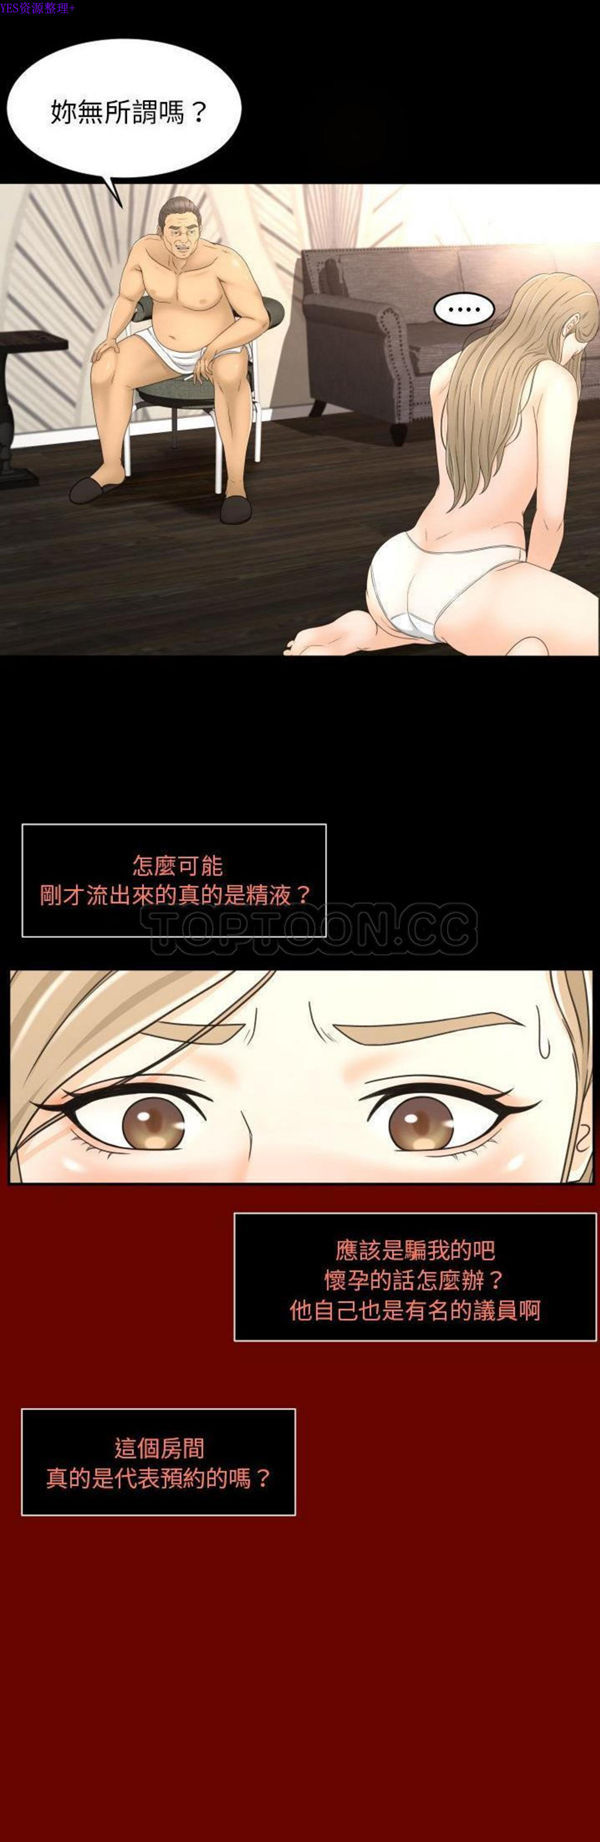 YES资源整理+
妳無所謂嗎？
....
怎麼可能
剛才流出來的真的是精液？
TOPTOON.CC
應該是騙我的吧
懷孕的話怎麼辦？
他自己也是有名的議員啊
這個房間
真的是代表預約的嗎？